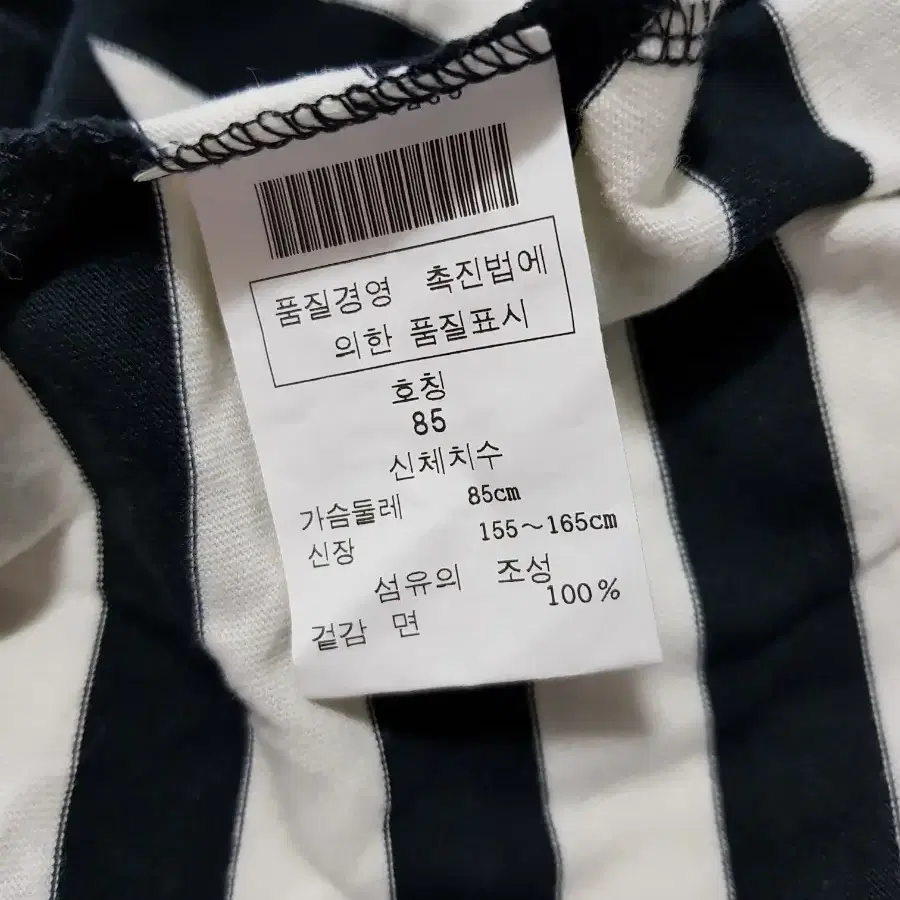 품질경영 촉진법에
의한 품질표시
호칭
85
신체치수
가슴둘레 85cm
신장 155~165cm
섬유의 조성
겉감 면 100%